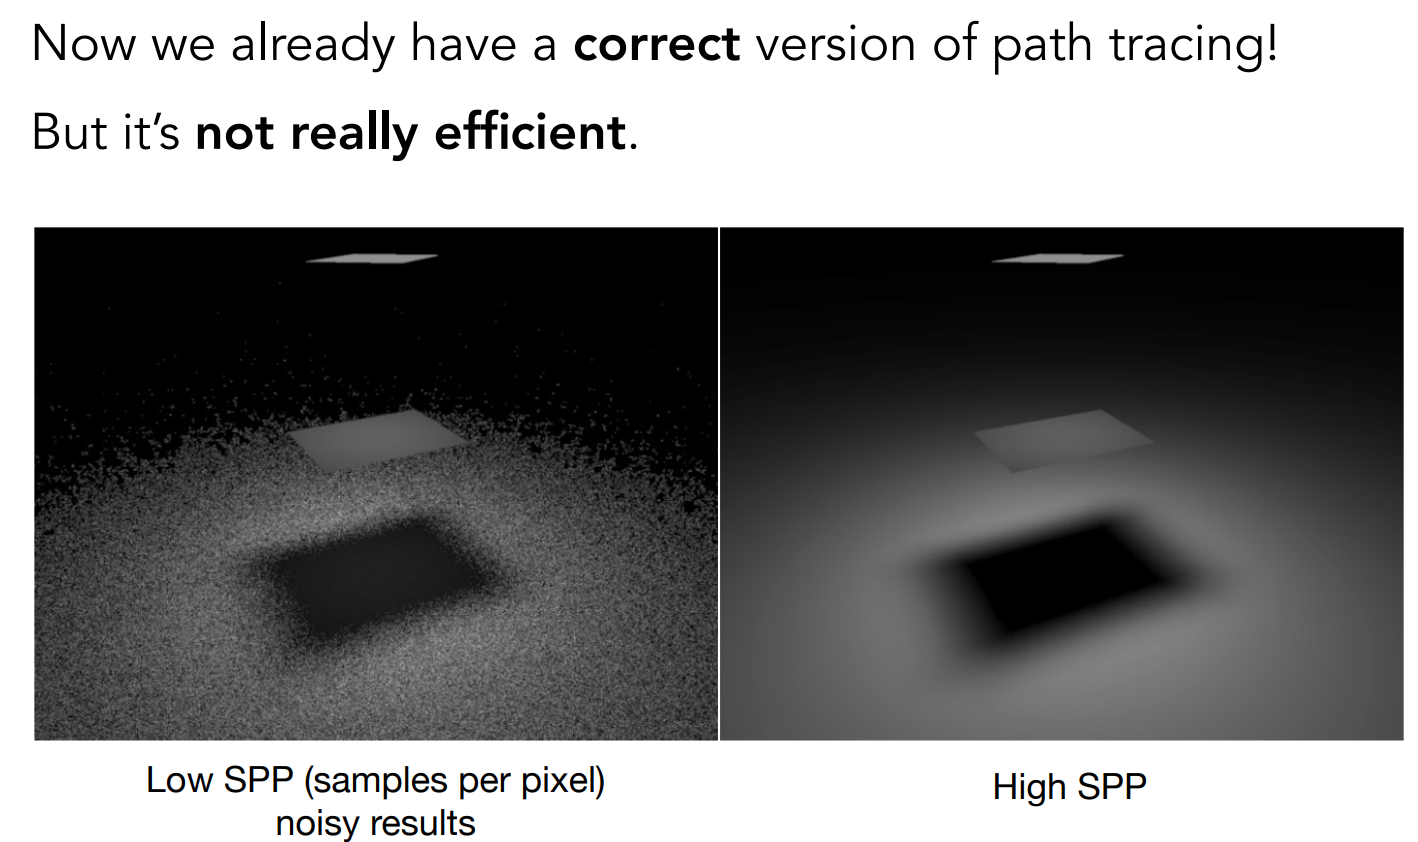 Now we already have a correct version of path tracing!
But it’s not really efficient.
Low SPP (samples per pixel)
noisy results
High SPP